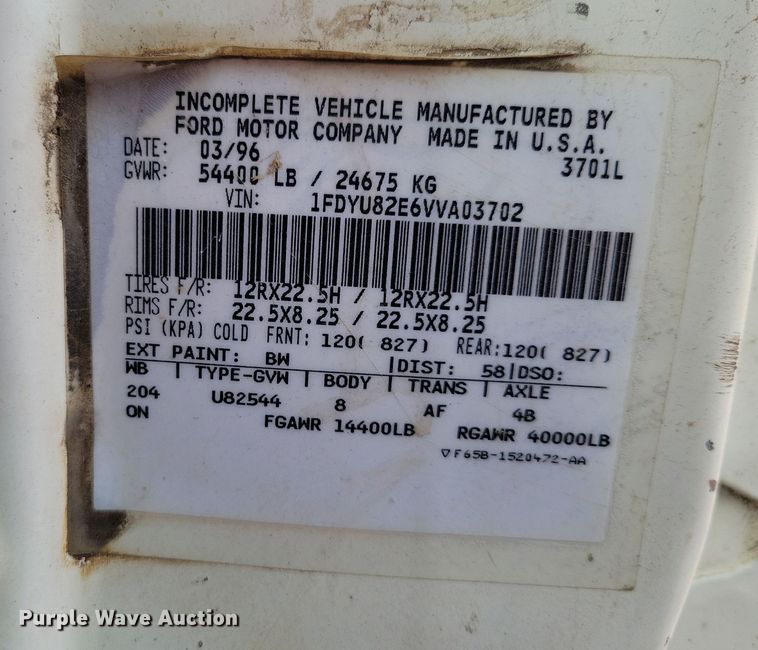 INCOMPLETE VEHICLE MANUFACTURED BY
FORD MOTOR COMPANY MADE IN U.S.A.
DATE: 03/96 3701L
GVWR: 54400 LB / 24675 KG
VIN: 1FDYU82E6VVA03702
TIRES F/R: 12RX22.5H / 12RX22.5H
RIMS F/R: 22.5X8.25 / 22.5X8.25
PSI (KPA) COLD FRNT: 120( 827) REAR:120( 827)
EXT PAINT: BW |DIST: 58|DSO:
WB | TYPE-GVW | BODY | TRANS | AXLE
204 U82544 8 AF 4B
ON FGAWR 14400LB RGAWR 40000LB
▽F65B-1520472-AA
Purple Wave Auction